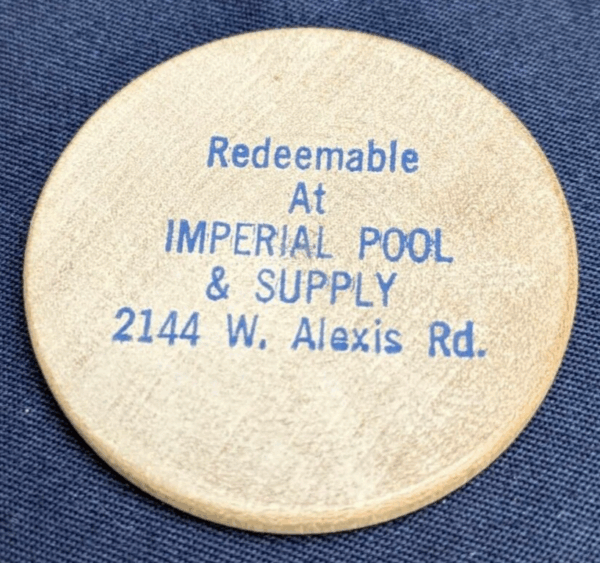 Redeemable
At
IMPERIAL POOL
& SUPPLY
2144 W. Alexis Rd.